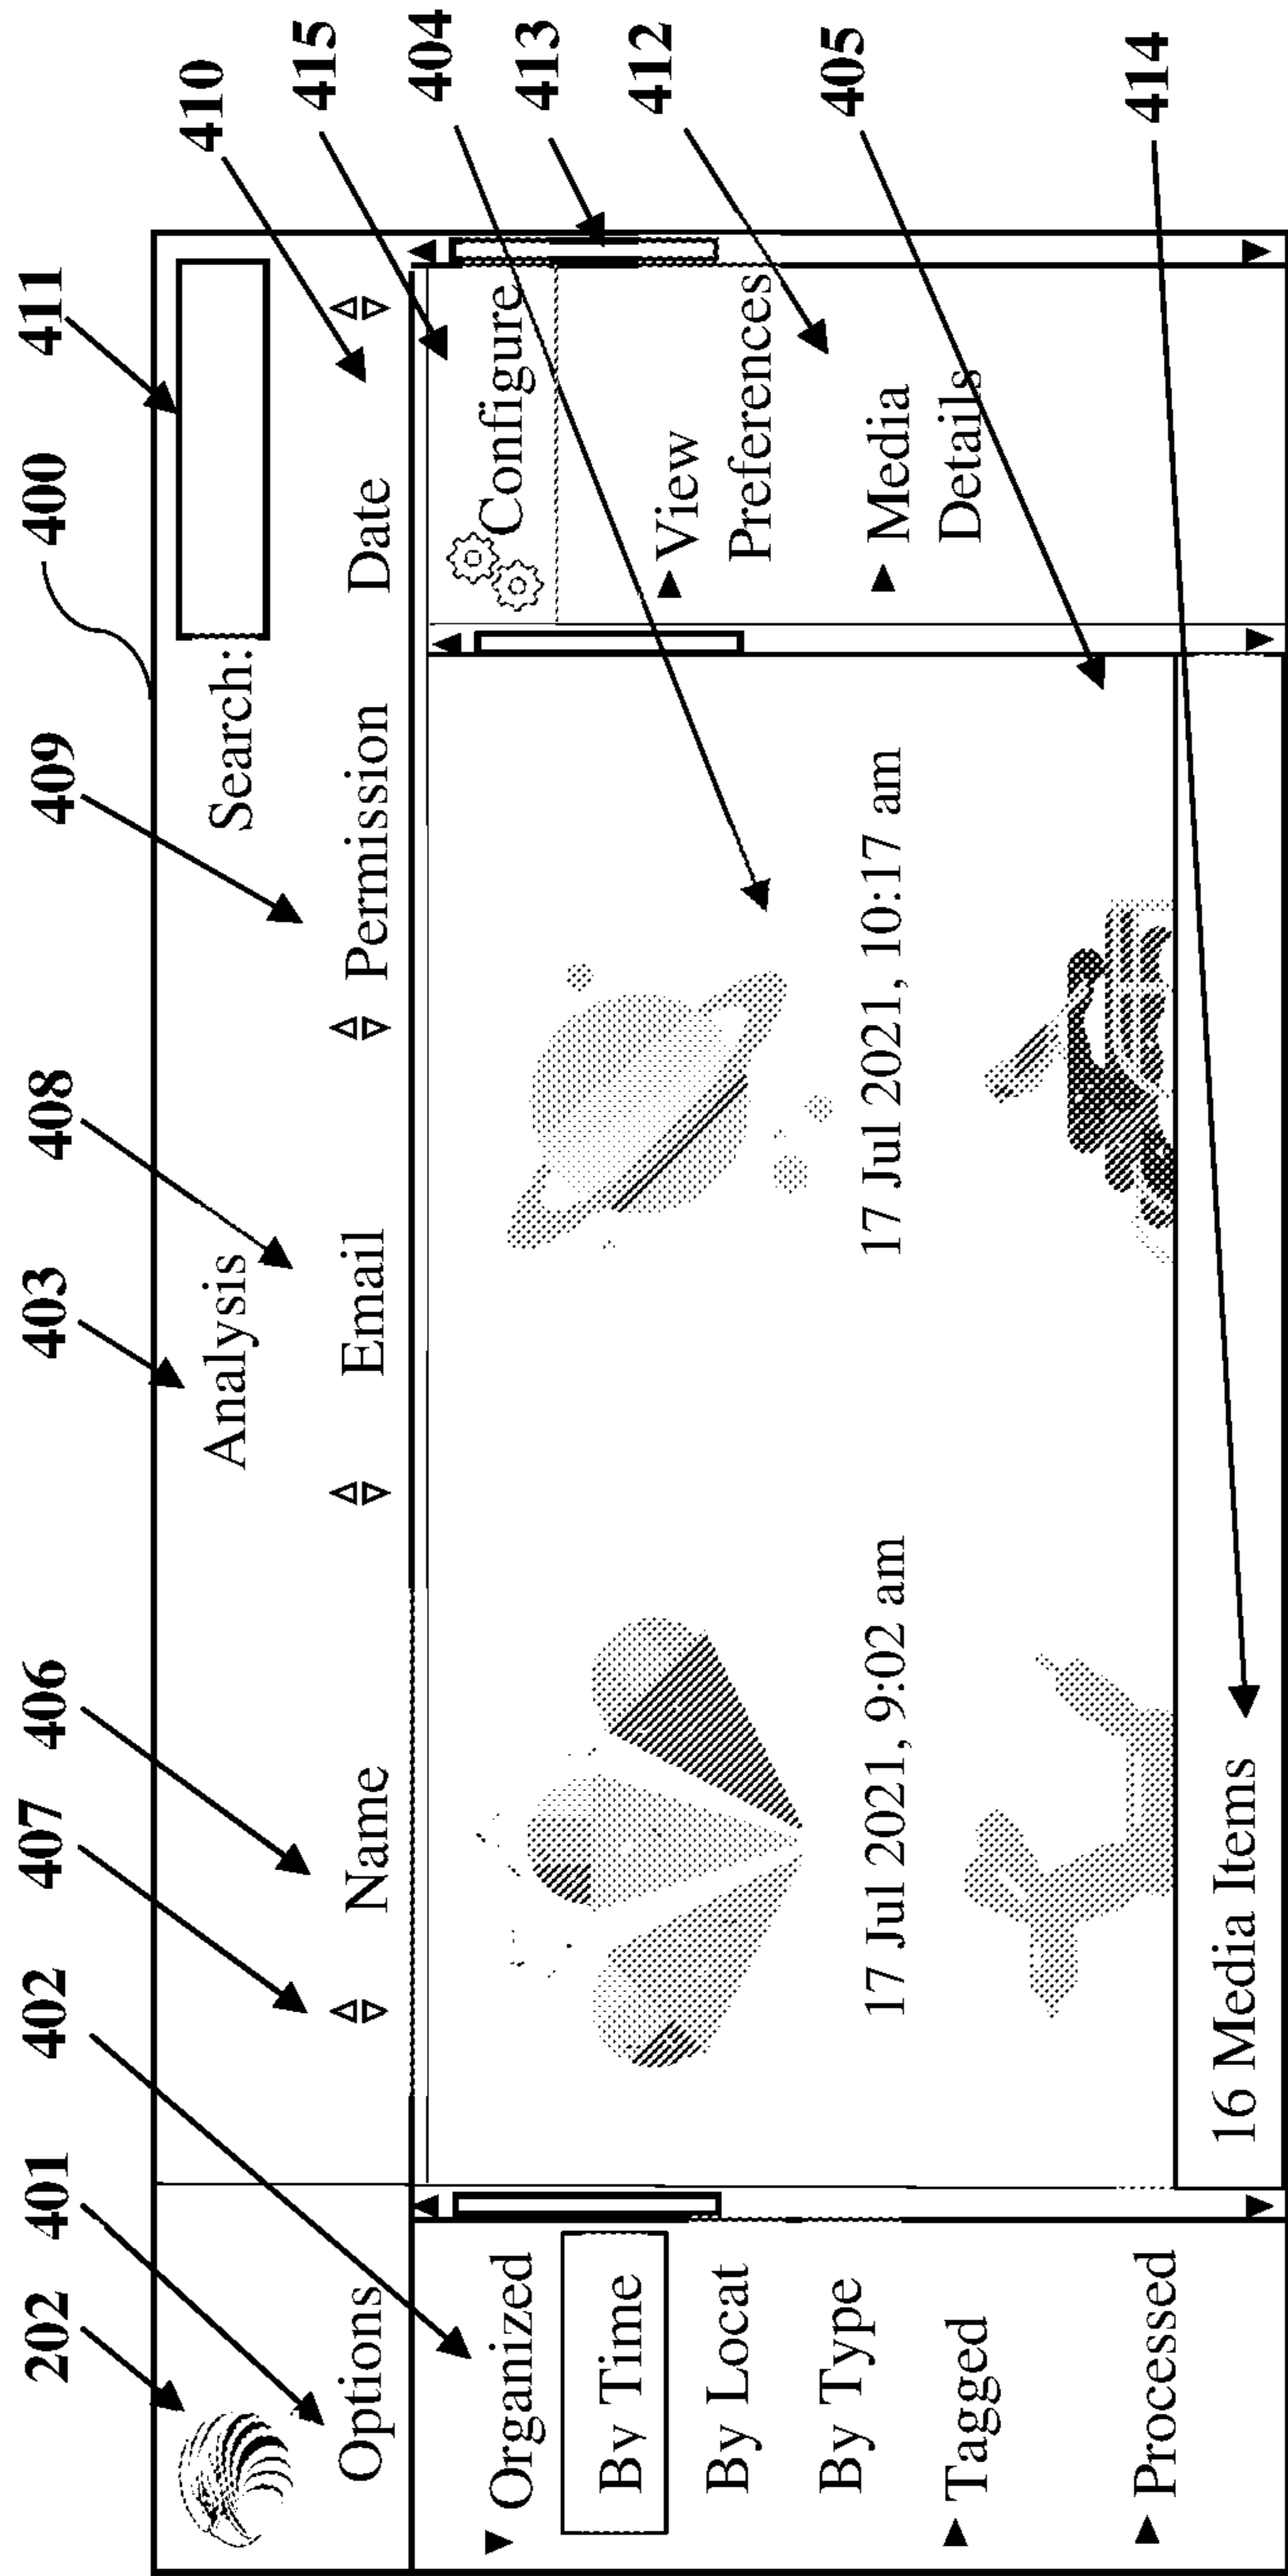 202
401
402
407
406
403
408
409
400
411
410
415
404
413
412
405
414
Analysis
Search:
Options
Name
Email
Permission
Date
▼ Organized
By Time
By Locat
By Type
► Tagged
► Processed
17 Jul 2021, 9:02 am
17 Jul 2021, 10:17 am
16 Media Items
Configure
► View
Preferences
► Media
Details